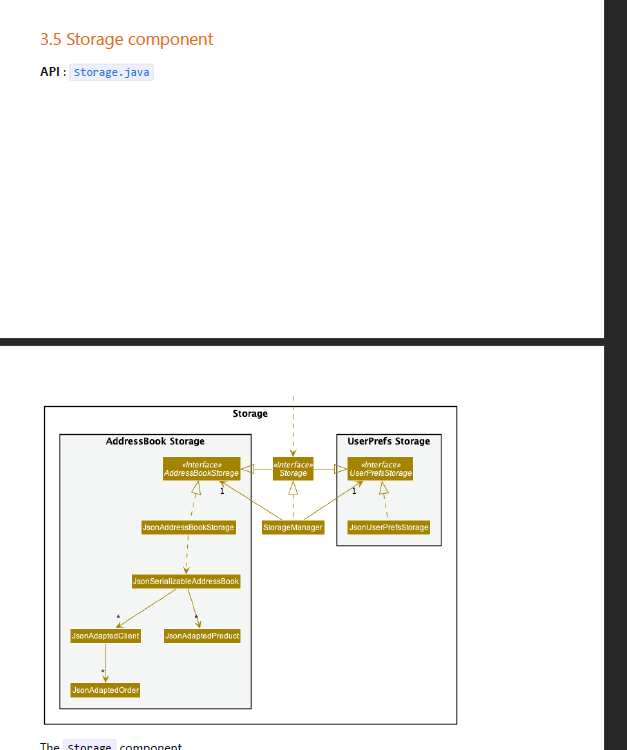 3.5 Storage component
API : Storage.java
Storage
AddressBook Storage
UserPrefs Storage
«Interface»
AddressBookStorage
«Interface»
Storage
«Interface»
UserPrefsStorage
1
1
JsonAddressBookStorage
StorageManager
JsonUserPrefsStorage
JsonSerializableAddressBook
*
*
JsonAdaptedClient
JsonAdaptedProduct
*
JsonAdaptedOrder
The Storage component